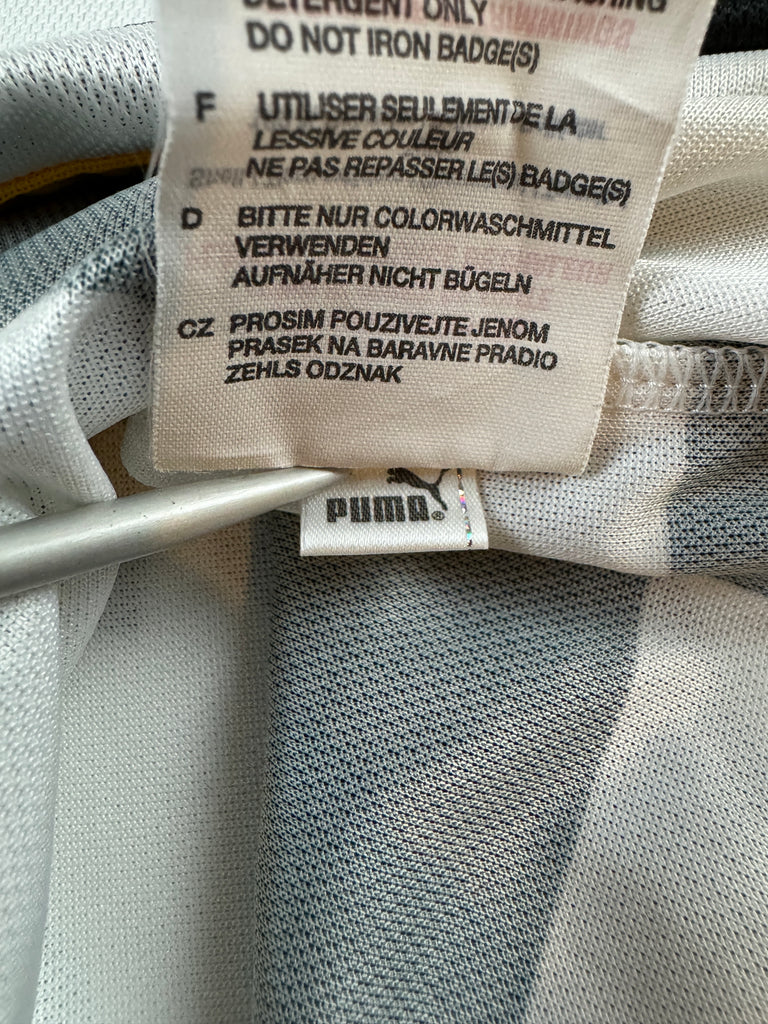 DETERGENT ONLY
DO NOT IRON BADGE(S)
F UTILISER SEULEMENT DE LA
LESSIVE COULEUR
NE PAS REPASSER LE(S) BADGE(S)
D BITTE NUR COLORWASCHMITTEL
VERWENDEN
AUFNÄHER NICHT BÜGELN
CZ PROSIM POUZIVEJTE JENOM
PRASEK NA BARAVNE PRADIO
ZEHLS ODZNAK
PUMA®